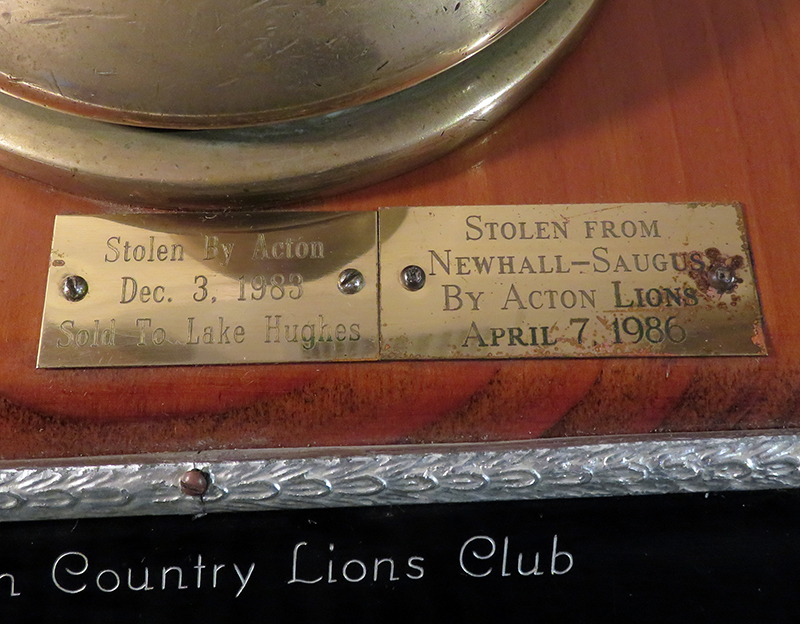 Stolen By Acton
Dec. 3, 1983
Sold To Lake Hughes
STOLEN FROM
NEWHALL–SAUGUS
BY ACTON LIONS
APRIL 7, 1986
n Country Lions Club